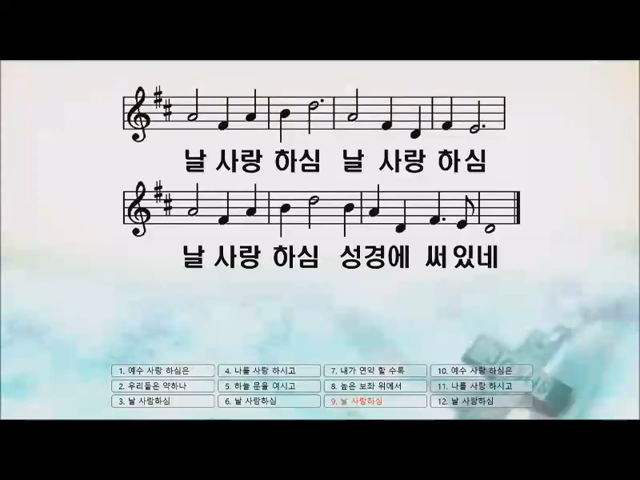 날 사랑 하심 날 사랑 하심
날 사랑 하심 성경에 써있네
1. 예수 사랑 하심은
2. 우리들은 약하나
3. 날 사랑하심
4. 나를 사랑 하시고
5. 하늘 문을 여시고
6. 날 사랑하심
7. 내가 연약 할 수록
8. 높은 보좌 위에서
9. 날 사랑하심
10. 예수 사랑 하심은
11. 나를 사랑 하시고
12. 날 사랑하심